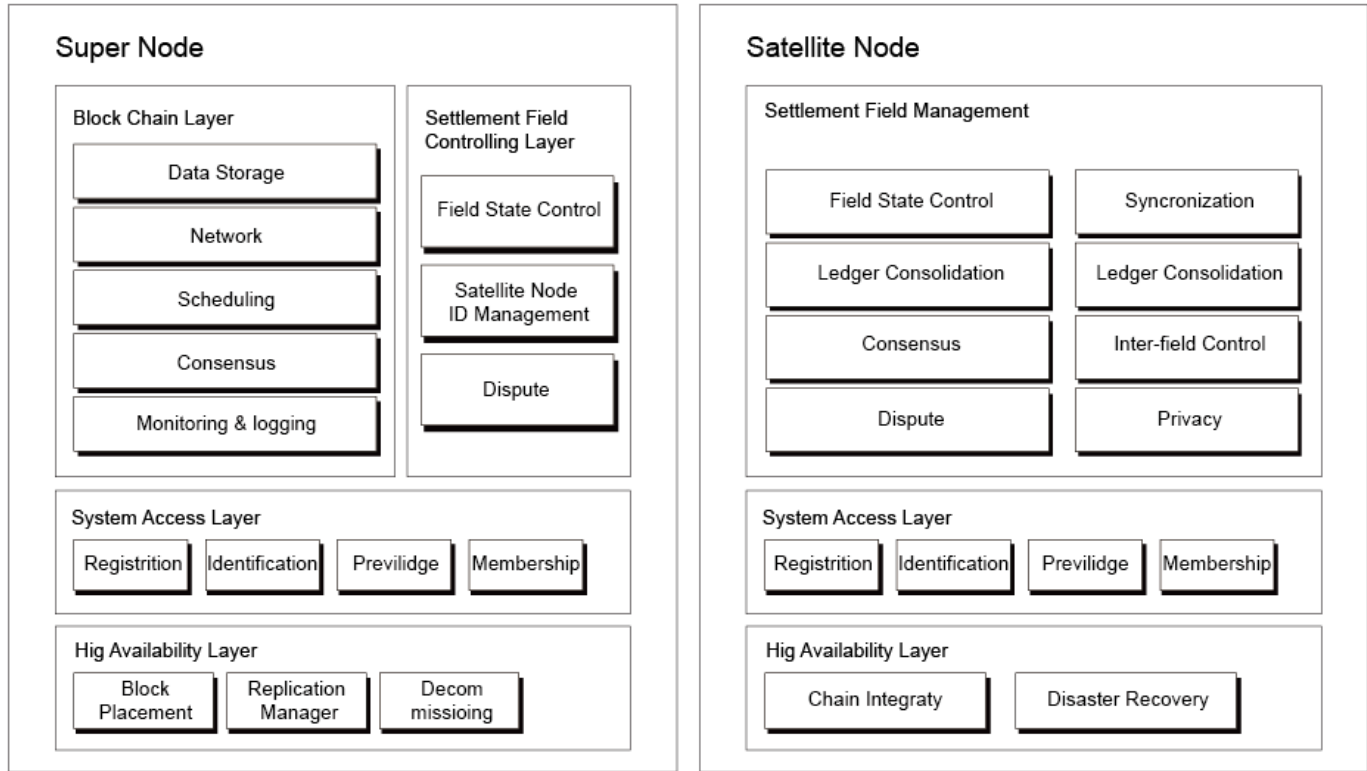 Super Node
Block Chain Layer
Data Storage
Network
Scheduling
Consensus
Monitoring & logging
Settlement Field
Controlling Layer
Field State Control
Satellite Node
ID Management
Dispute
System Access Layer
Registrition
Identification
Previlidge
Membership
Hig Availability Layer
Block
Placement
Replication
Manager
Decom
missioing
Satellite Node
Settlement Field Management
Field State Control
Syncronization
Ledger Consolidation
Ledger Consolidation
Consensus
Inter-field Control
Dispute
Privacy
System Access Layer
Registrition
Identification
Previlidge
Membership
Hig Availability Layer
Chain Integraty
Disaster Recovery